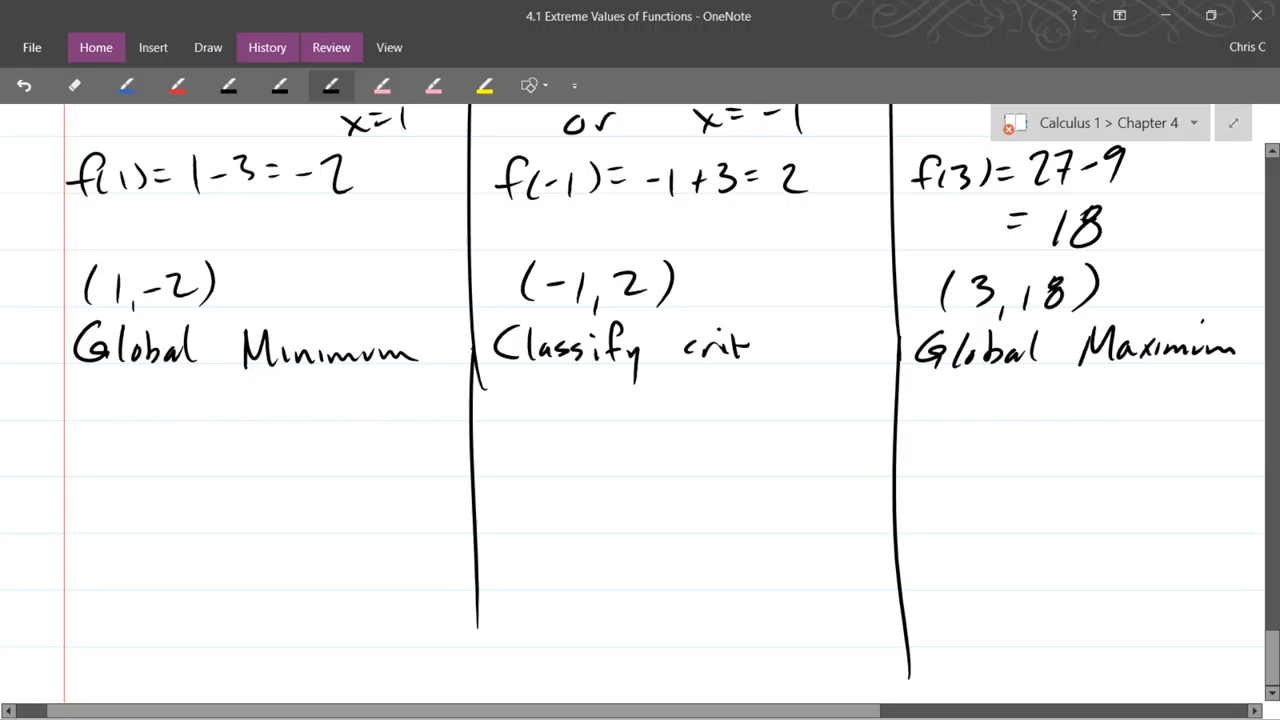 4.1 Extreme Values of Functions - OneNote
?
File Home Insert Draw History Review View
Chris C
Calculus 1 > Chapter 4
x=1
or x=-1
f(1)= 1-3=-2
f(-1)= -1+3=2
f(3)= 27-9
= 18
(1,-2)
(-1,2)
(3,18)
Global Minimum
Classify crit
Global Maximum